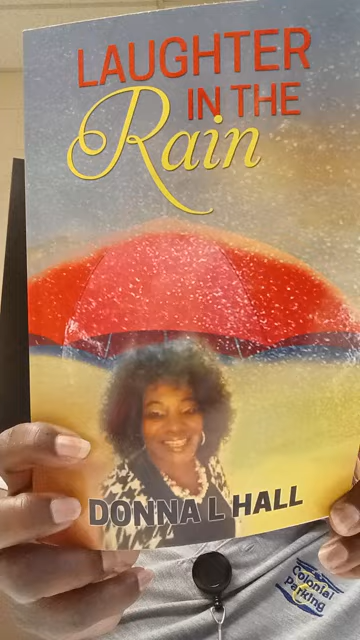 LAUGHTER
IN THE
Rain
DONNA L HALL
Colonial
Parking